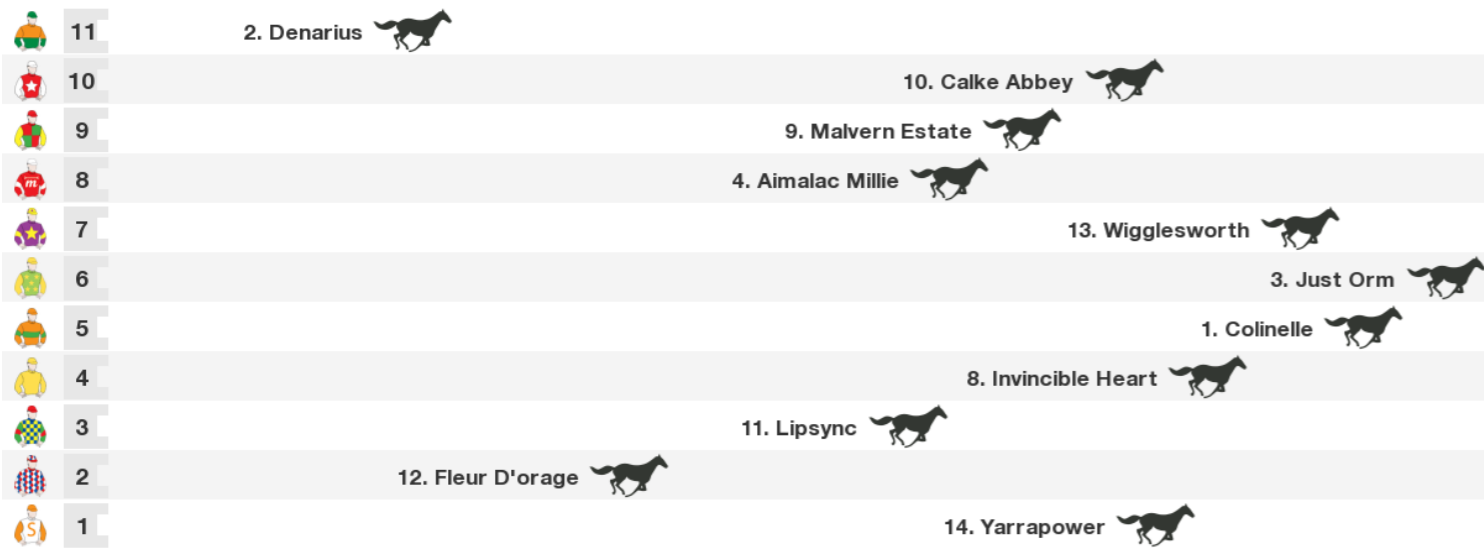 11 2. Denarius
10 10. Calke Abbey
9 9. Malvern Estate
m
8 4. Aimalac Millie
7 13. Wigglesworth
6 3. Just Orm
5 1. Colinelle
4 8. Invincible Heart
3 11. Lipsync
2 12. Fleur D'orage
S
1 14. Yarrapower